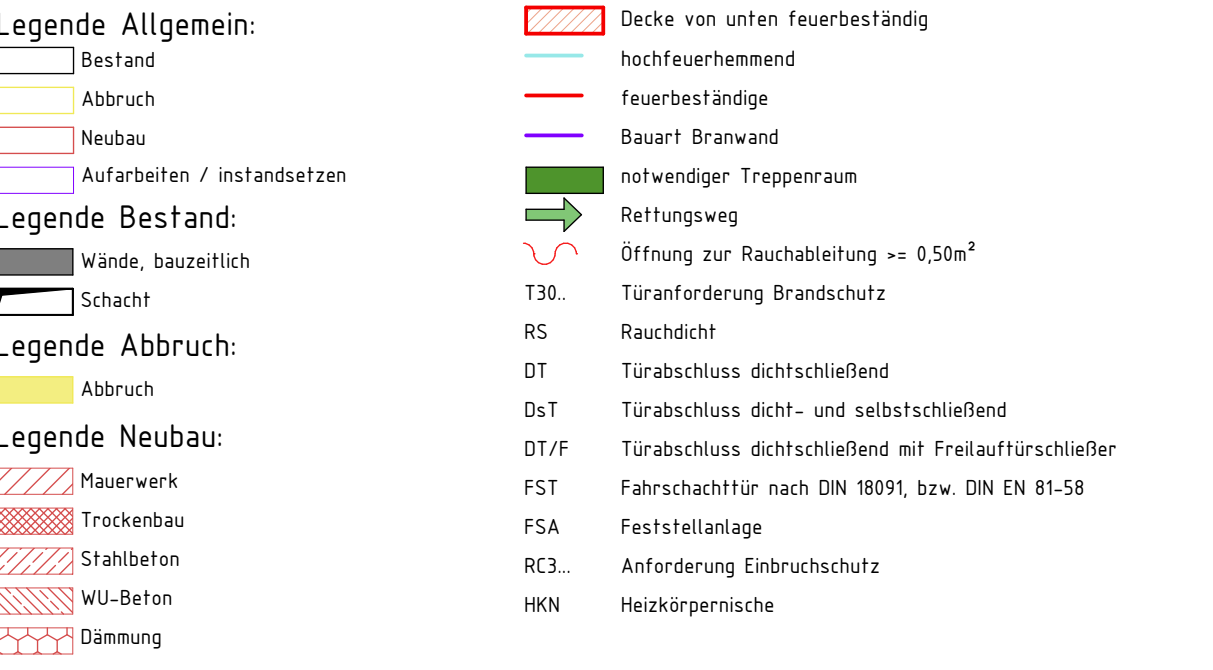 Legende Allgemein:
Bestand
Abbruch
Neubau
Aufarbeiten / instandsetzen
Legende Bestand:
Wände, bauzeitlich
Schacht
Legende Abbruch:
Abbruch
Legende Neubau:
Mauerwerk
Trockenbau
Stahlbeton
WU-Beton
Dämmung
Decke von unten feuerbeständig
hochfeuerhemmend
feuerbeständige
Bauart Branwand
notwendiger Treppenraum
Rettungsweg
Öffnung zur Rauchableitung >= 0,50m²
T30.. Türanforderung Brandschutz
RS Rauchdicht
DT Türabschluss dichtschließend
DsT Türabschluss dicht- und selbstschließend
DT/F Türabschluss dichtschließend mit Freilauftürschließer
FST Fahrschachttür nach DIN 18091, bzw. DIN EN 81-58
FSA Feststellanlage
RC3... Anforderung Einbruchschutz
HKN Heizkörpernische